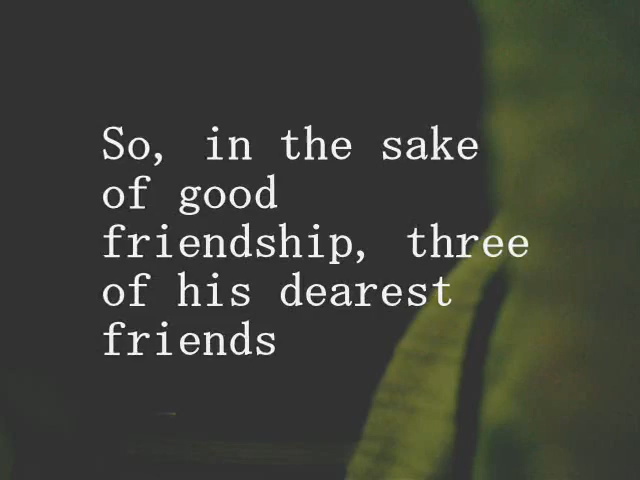 So, in the sake
of good
friendship, three
of his dearest
friends